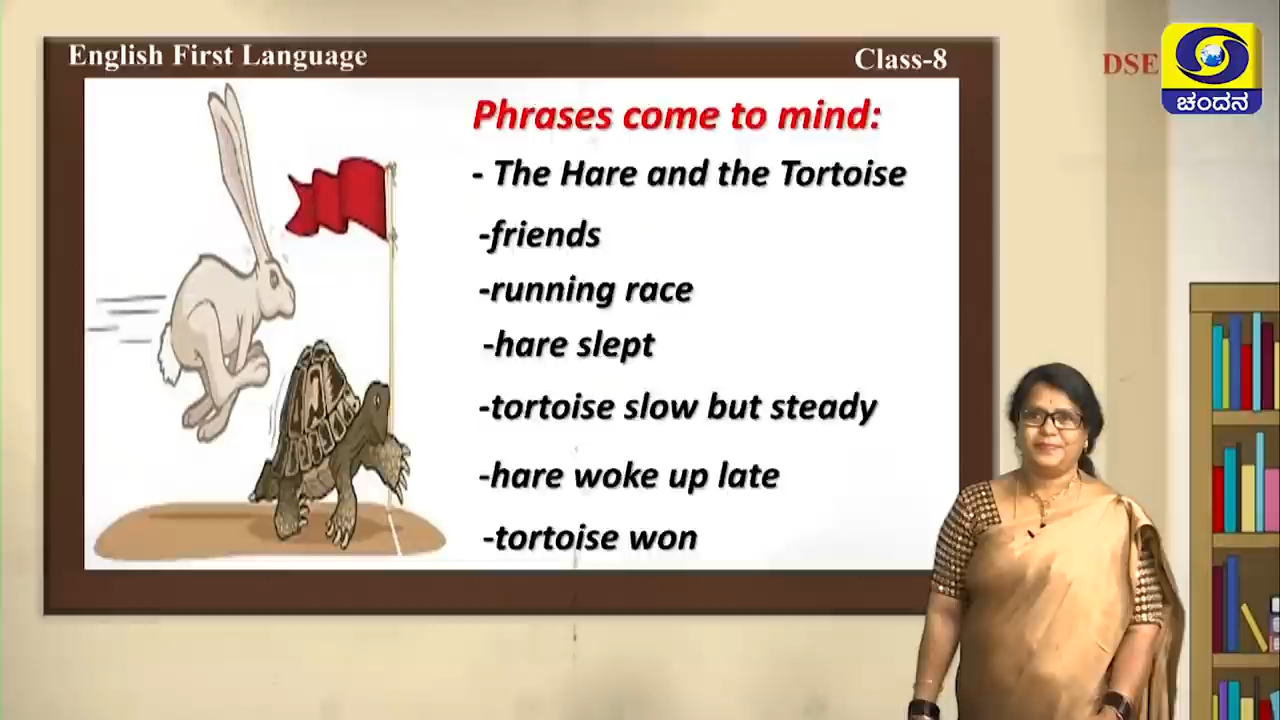 English First Language
Class-8
DSE
ಚಂದನ
Phrases come to mind:
- The Hare and the Tortoise
-friends
-running race
-hare slept
-tortoise slow but steady
-hare woke up late
-tortoise won